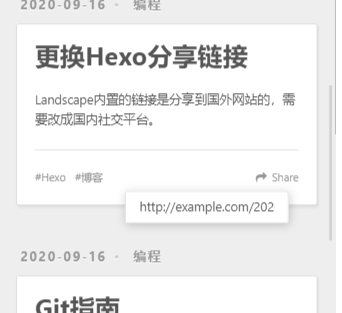 2020-09-16 · 编程
更换Hexo分享链接
Landscape内置的链接是分享到国外网站的，需
要改成国内社交平台。
#Hexo #博客 Share
http://example.com/202
2020-09-16 · 编程
Git指南